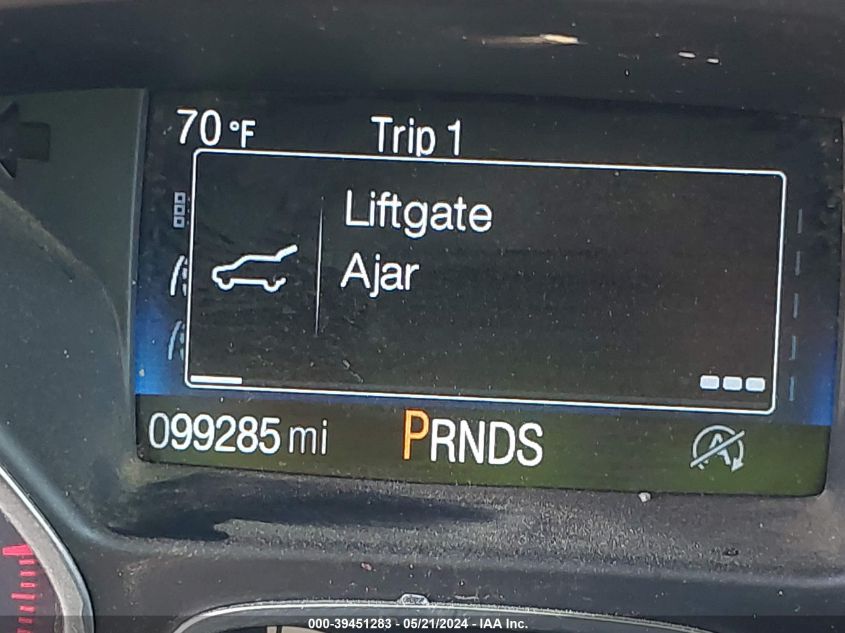 70 °F Trip 1
Liftgate
Ajar
099285 mi PRNDS A
000-39451283 - 05/21/2024 - IAA Inc.